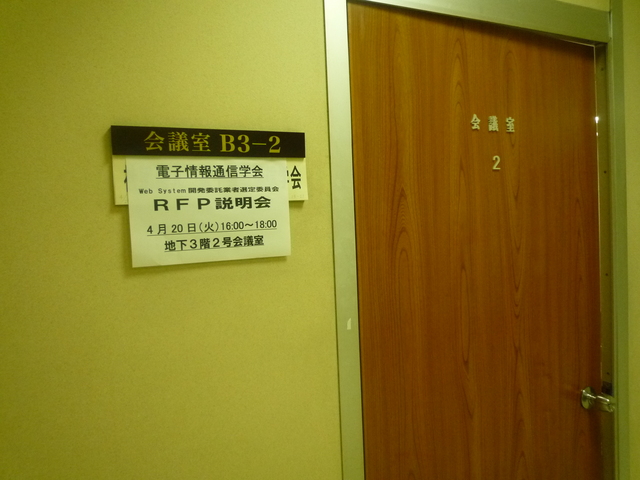 会議室 B3-2
電子情報通信学会
Web System 開発委託業者選定委員会
RFP説明会
4月20日(火)16:00～18:00
地下3階2号会議室
会
会議室
2